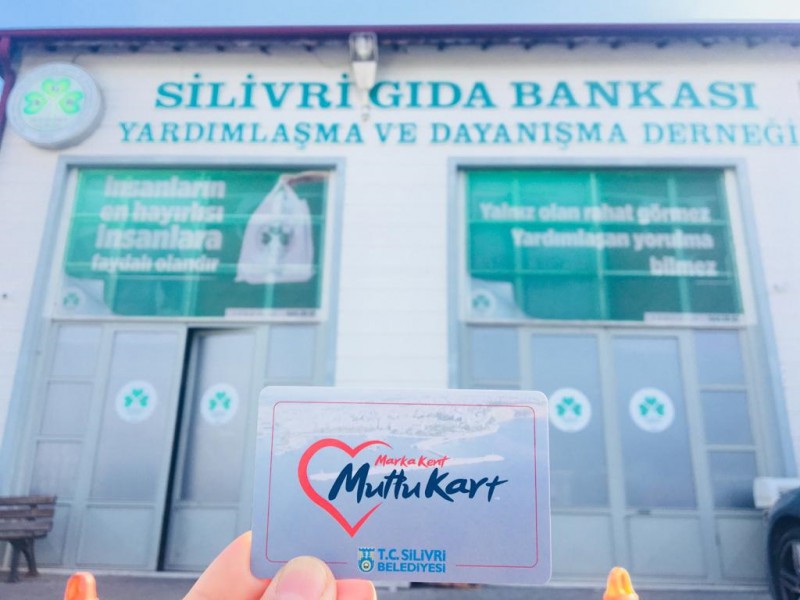 SİLİVRİ GIDA BANKASI
YARDIMLAŞMA VE DAYANIŞMA DERNEĞİ
İnsanların
en hayırlısı
insanlara
faydalı olandır
Yalnız olan rahat görmez
Yardımlaşan yorulma
bilmez
Marka Kent
Mutlu Kart
T.C. SİLİVRİ
BELEDİYESİ